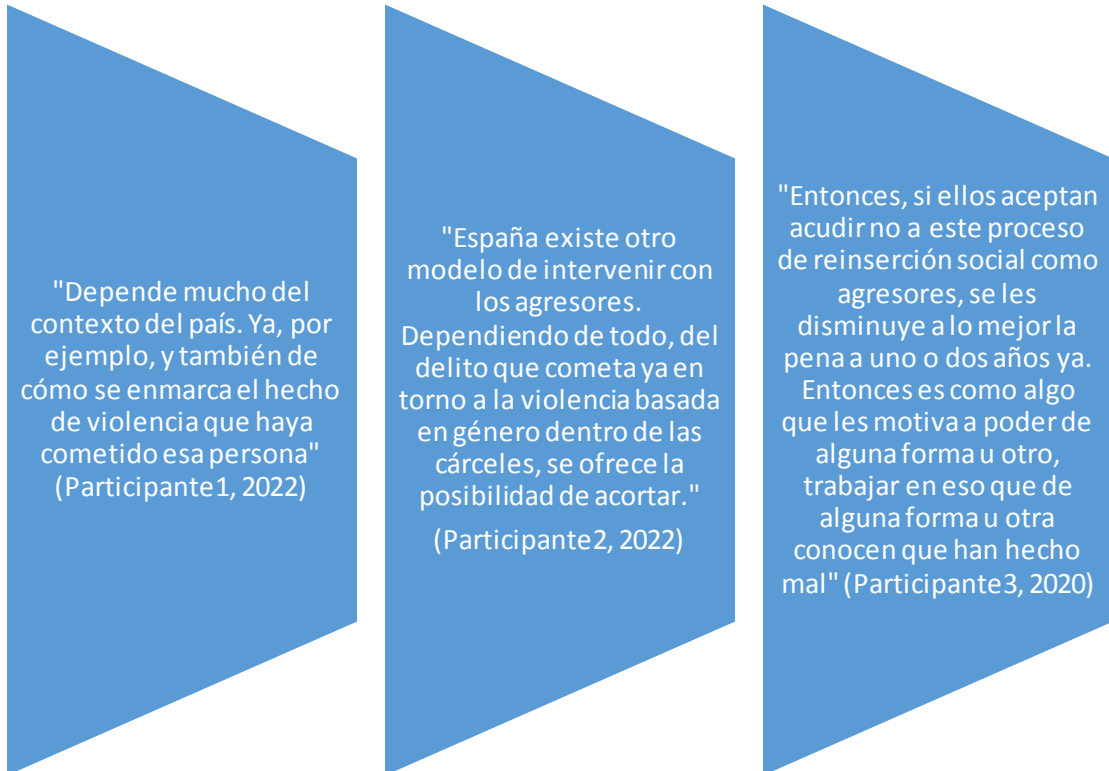 "Depende mucho del
contexto del país. Ya, por
ejemplo, y también de
cómo se enmarca el hecho
de violencia que haya
cometido esa persona"
(Participante1, 2022)
"España existe otro
modelo de intervenir con
los agresores.
Dependiendo de todo, del
delito que cometa ya en
torno a la violencia basada
en género dentro de las
cárceles, se ofrece la
posibilidad de acortar."
(Participante2, 2022)
"Entonces, si ellos aceptan
acudir no a este proceso
de reinserción social como
agresores, se les
disminuye a lo mejor la
pena a uno o dos años ya.
Entonces es como algo
que les motiva a poder de
alguna forma u otro,
trabajar en eso que de
alguna forma u otra
conocen que han hecho
mal" (Participante3, 2020)